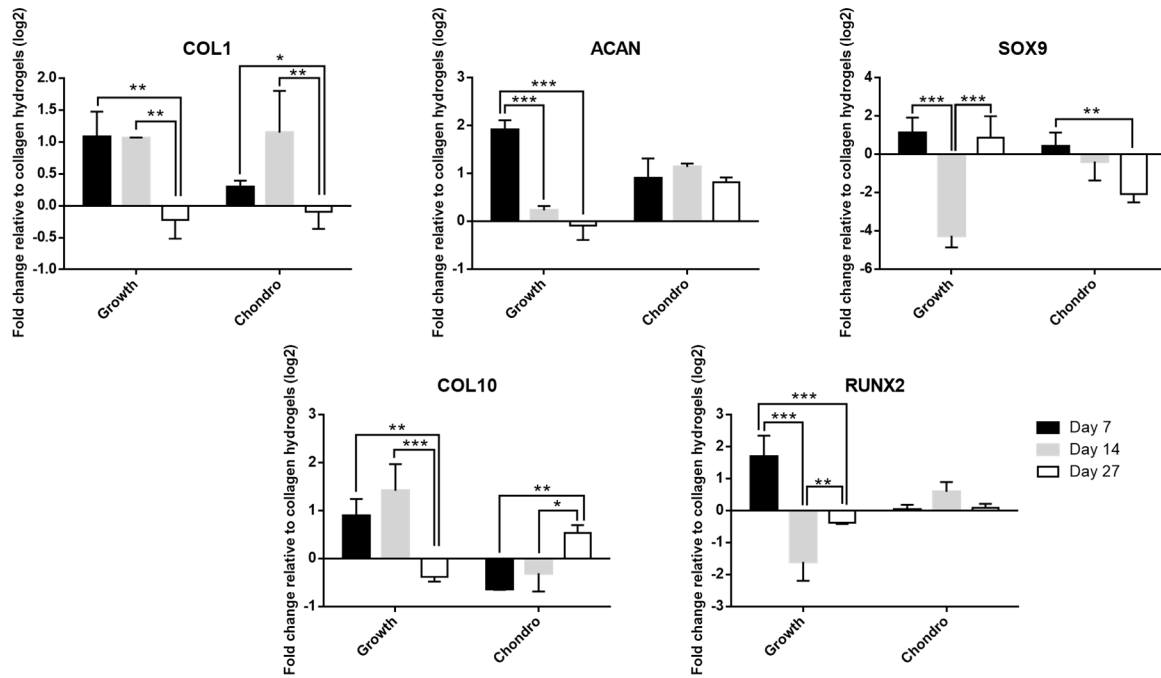 COL1
Fold change relative to collagen hydrogels (log2)
2.0
1.5
1.0
0.5
0.0
-0.5
-1.0
**
**
*
**
Growth
Chondro
ACAN
Fold change relative to collagen hydrogels (log2)
3
2
1
0
-1
***
***
Growth
Chondro
SOX9
Fold change relative to collagen hydrogels (log2)
4
2
0
-2
-4
-6
***
***
**
Growth
Chondro
COL10
Fold change relative to collagen hydrogels (log2)
3
2
1
0
-1
**
***
**
*
Growth
Chondro
RUNX2
Fold change relative to collagen hydrogels (log2)
3
2
1
0
-1
-2
-3
***
***
**
Growth
Chondro
Day 7
Day 14
Day 27